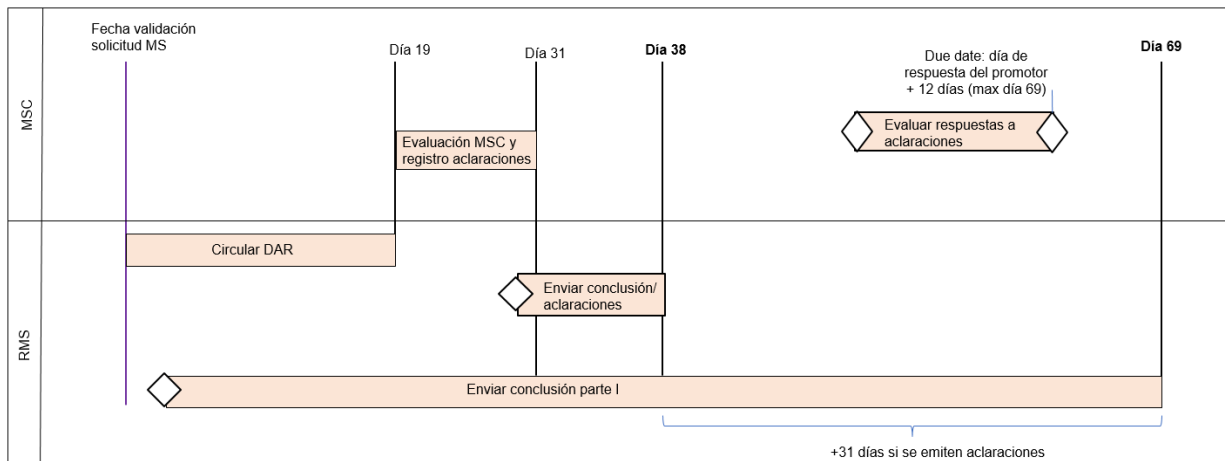 Fecha validación
solicitud MS
Día 19
Día 31
Día 38
Due date: día de
respuesta del promotor
+ 12 días (max día 69)
Día 69
MSC
Evaluación MSC y
registro aclaraciones
Evaluar respuestas a
aclaraciones
RMS
Circular DAR
Enviar conclusión/
aclaraciones
Enviar conclusión parte I
+31 días si se emiten aclaraciones